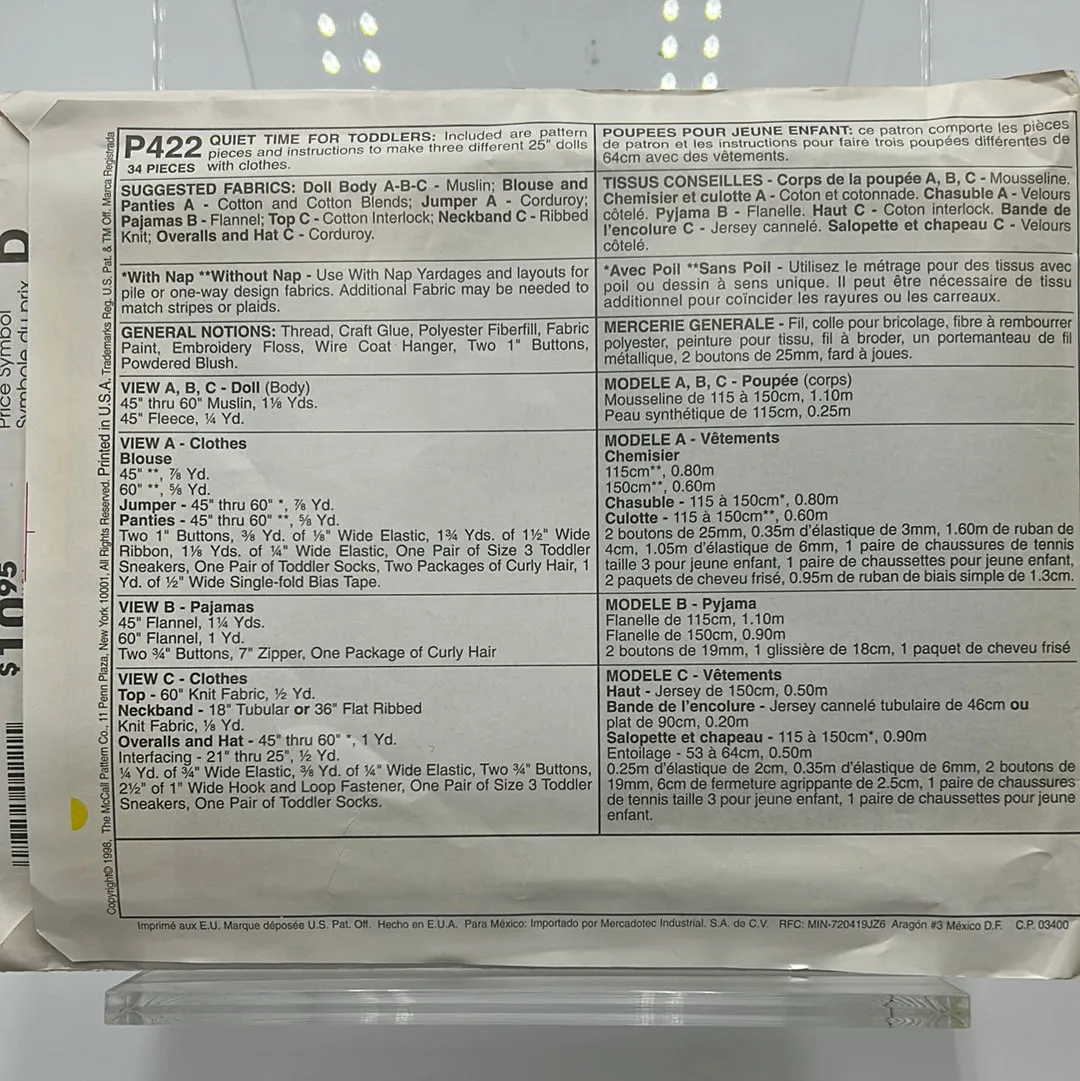 P422
34 PIECES
QUIET TIME FOR TODDLERS: Included are pattern
pieces and instructions to make three different 25" dolls
with clothes.
SUGGESTED FABRICS: Doll Body A-B-C - Muslin; Blouse and
Panties A - Cotton and Cotton Blends; Jumper A - Corduroy;
Pajamas B - Flannel; Top C - Cotton Interlock; Neckband C - Ribbed
Knit; Overalls and Hat C - Corduroy.
*With Nap **Without Nap - Use With Nap Yardages and layouts for
pile or one-way design fabrics. Additional Fabric may be needed to
match stripes or plaids.
GENERAL NOTIONS: Thread, Craft Glue, Polyester Fiberfill, Fabric
Paint, Embroidery Floss, Wire Coat Hanger, Two 1" Buttons,
Powdered Blush.
VIEW A, B, C - Doll (Body)
45" thru 60" Muslin, 1⅛ Yds.
45" Fleece, ¼ Yd.
VIEW A - Clothes
Blouse
45" **, ⅞ Yd.
60" **, ⅝ Yd.
Jumper - 45" thru 60" *, ⅞ Yd.
Panties - 45" thru 60" **, ⅝ Yd.
Two 1" Buttons, ⅜ Yd. of ⅛" Wide Elastic, 1¾ Yds. of 1½" Wide
Ribbon, 1⅛ Yds. of ¼" Wide Elastic, One Pair of Size 3 Toddler
Sneakers, One Pair of Toddler Socks, Two Packages of Curly Hair, 1
Yd. of ½" Wide Single-fold Bias Tape.
VIEW B - Pajamas
45" Flannel, 1¼ Yds.
60" Flannel, 1 Yd.
Two ¾" Buttons, 7" Zipper, One Package of Curly Hair
VIEW C - Clothes
Top - 60" Knit Fabric, ½ Yd.
Neckband - 18" Tubular or 36" Flat Ribbed
Knit Fabric, ⅛ Yd.
Overalls and Hat - 45" thru 60" *, 1 Yd.
Interfacing - 21" thru 25", ½ Yd.
¼ Yd. of ¾" Wide Elastic, ⅜ Yd. of ¼" Wide Elastic, Two ¾" Buttons,
2½" of 1" Wide Hook and Loop Fastener, One Pair of Size 3 Toddler
Sneakers, One Pair of Toddler Socks.
POUPEES POUR JEUNE ENFANT: ce patron comporte les pièces
de patron et les instructions pour faire trois poupées différentes de
64cm avec des vêtements.
TISSUS CONSEILLES - Corps de la poupée A, B, C - Mousseline.
Chemisier et culotte A - Coton et cotonnade. Chasuble A - Velours
côtelé. Pyjama B - Flanelle. Haut C - Coton interlock. Bande de
l'encolure C - Jersey cannelé. Salopette et chapeau C - Velours
côtelé.
*Avec Poil **Sans Poil - Utilisez le métrage pour des tissus avec
poil ou dessin à sens unique. Il peut être nécessaire de tissu
additionnel pour coïncider les rayures ou les carreaux.
MERCERIE GENERALE - Fil, colle pour bricolage, fibre à rembourrer
polyester, peinture pour tissu, fil à broder, un portemanteau de fil
métallique, 2 boutons de 25mm, fard à joues.
MODELE A, B, C - Poupée (corps)
Mousseline de 115 à 150cm, 1.10m
Peau synthétique de 115cm, 0.25m
MODELE A - Vêtements
Chemisier
115cm**, 0.80m
150cm**, 0.60m
Chasuble - 115 à 150cm*, 0.80m
Culotte - 115 à 150cm**, 0.60m
2 boutons de 25mm, 0.35m d'élastique de 3mm, 1.60m de ruban de
4cm, 1.05m d'élastique de 6mm, 1 paire de chaussures de tennis
taille 3 pour jeune enfant, 1 paire de chaussettes pour jeune enfant,
2 paquets de cheveu frisé, 0.95m de ruban de biais simple de 1.3cm.
MODELE B - Pyjama
Flanelle de 115cm, 1.10m
Flanelle de 150cm, 0.90m
2 boutons de 19mm, 1 glissière de 18cm, 1 paquet de cheveu frisé
MODELE C - Vêtements
Haut - Jersey de 150cm, 0.50m
Bande de l'encolure - Jersey cannelé tubulaire de 46cm ou
plat de 90cm, 0.20m
Salopette et chapeau - 115 à 150cm*, 0.90m
Entoilage - 53 à 64cm, 0.50m
0.25m d'élastique de 2cm, 0.35m d'élastique de 6mm, 2 boutons de
19mm, 6cm de fermeture agrippante de 2.5cm, 1 paire de chaussures
de tennis taille 3 pour jeune enfant, 1 paire de chaussettes pour jeune
enfant.
Imprimé aux E.U. Marque déposée U.S. Pat. Off. Hecho en E.U.A. Para México: Importado por Mercadotec Industrial. S.A. de C.V. RFC: MIN-720419JZ6 Aragón #3 México D.F. C.P. 03400
Copyright© 1998, The McCall Pattern Co., 11 Penn Plaza, New York 10001, All Rights Reserved. Printed in U.S.A. Trademarks Reg. U.S. Pat. & TM Off. Marca Registrada
Price Symbol
Symbole du prix
D
$10.95